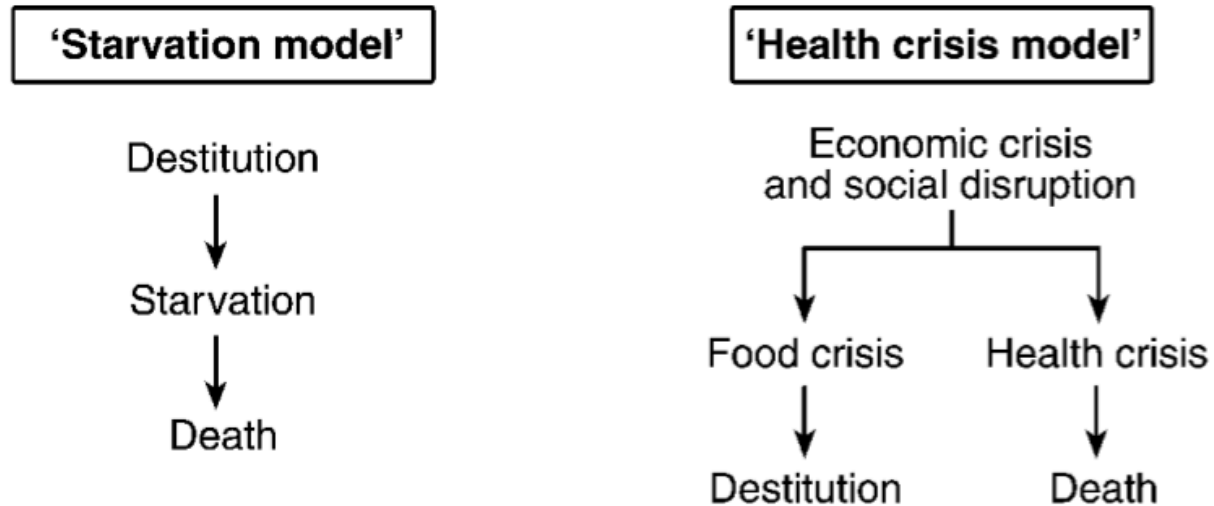 ‘Starvation model’
Destitution
Starvation
Death
‘Health crisis model’
Economic crisis
and social disruption
Food crisis
Health crisis
Destitution
Death